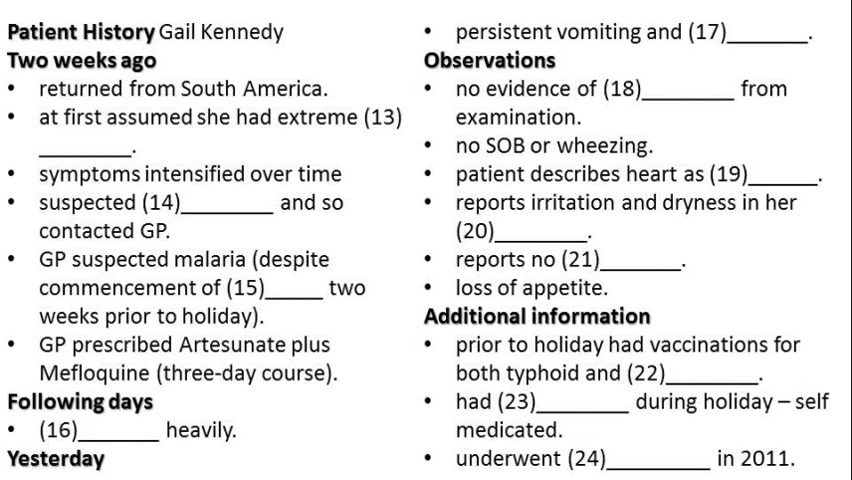 Patient History Gail Kennedy
Two weeks ago
• returned from South America.
• at first assumed she had extreme (13)
_________.
• symptoms intensified over time
• suspected (14)_________ and so
contacted GP.
• GP suspected malaria (despite
commencement of (15)______ two
weeks prior to holiday).
• GP prescribed Artesunate plus
Mefloquine (three-day course).
Following days
• (16)________ heavily.
Yesterday
• persistent vomiting and (17)________.
Observations
• no evidence of (18)_________ from
examination.
• no SOB or wheezing.
• patient describes heart as (19)_______.
• reports irritation and dryness in her
(20)_________.
• reports no (21)________.
• loss of appetite.
Additional information
• prior to holiday had vaccinations for
both typhoid and (22)_________.
• had (23)_________ during holiday – self
medicated.
• underwent (24)__________ in 2011.